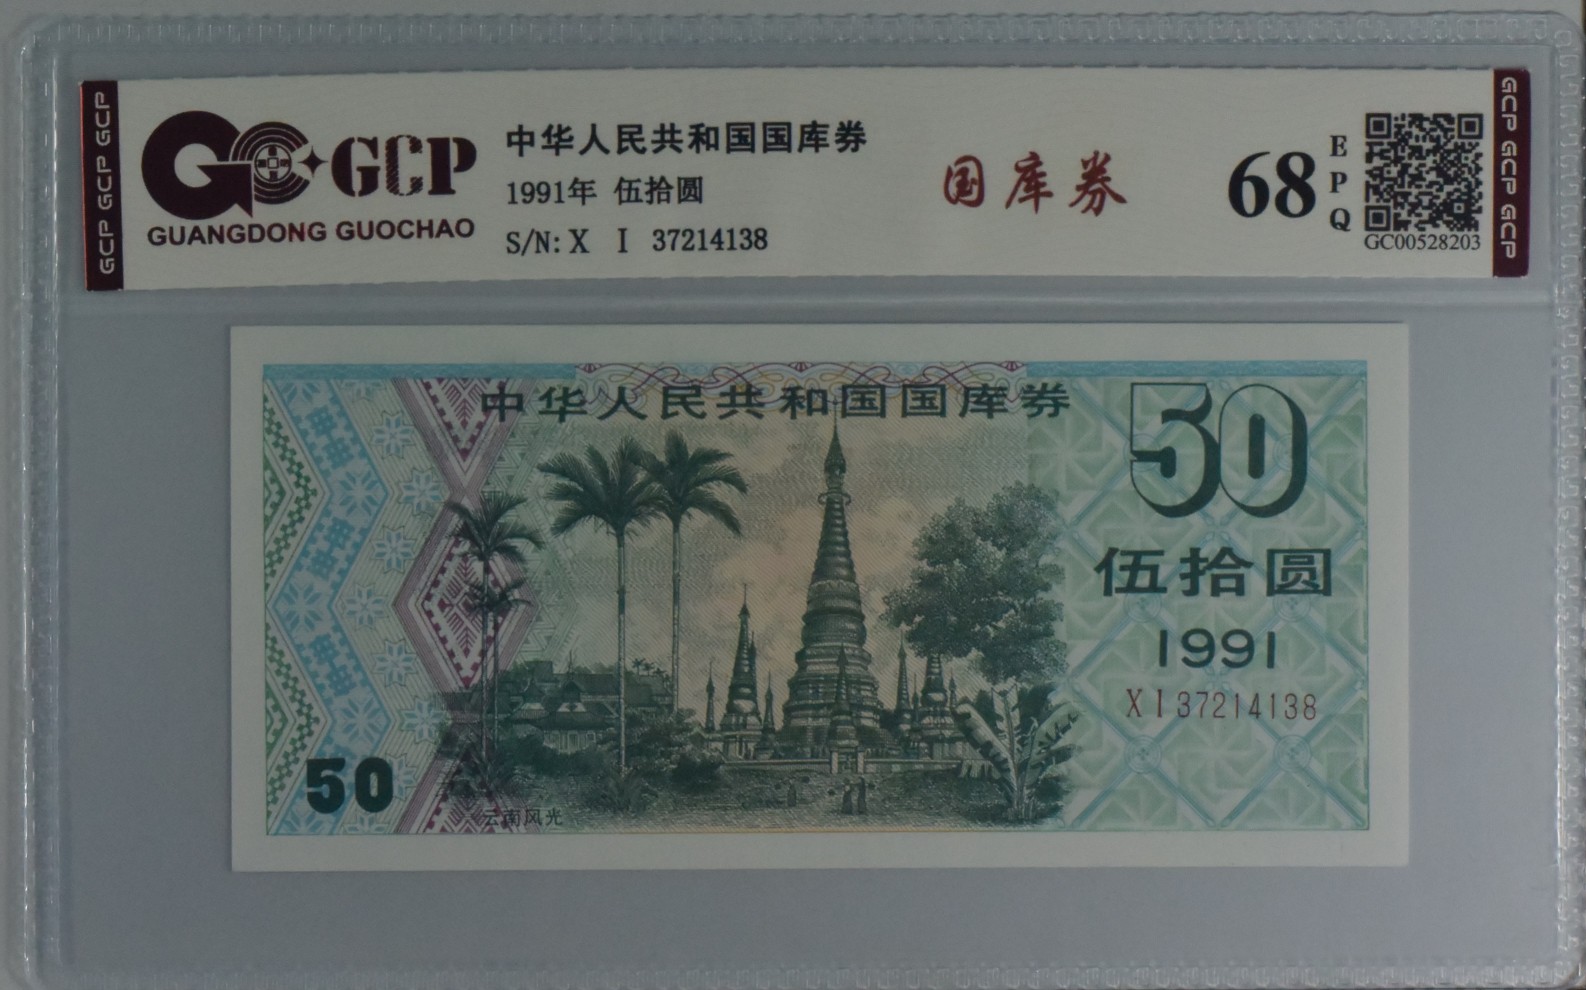 GCP GCP GCP
GCP
GUANGDONG GUOCHAO
中华人民共和国国库券
1991年 伍拾圆
S/N: X I 37214138
国库券
68
EPQ
GC00528203
GCP GCP GCP
中华人民共和国国库券
50
伍拾圆
1991
X I 37214138
50
云南风光